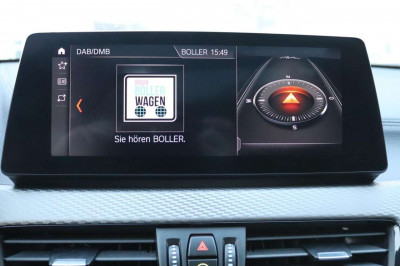 DAB/DMB
BOLLER 15:49
BOLLER
WAGEN
Sie hören BOLLER.